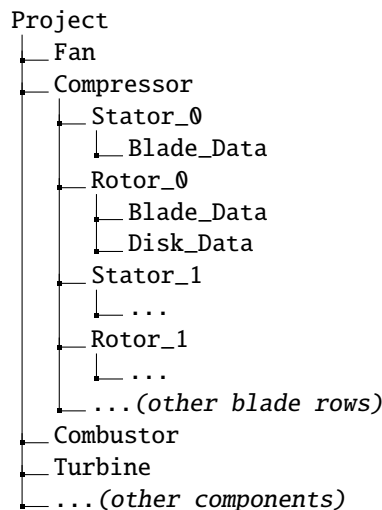 Project
Fan
Compressor
Stator_0
Blade_Data
Rotor_0
Blade_Data
Disk_Data
Stator_1
...
Rotor_1
...
...(other blade rows)
Combustor
Turbine
...(other components)